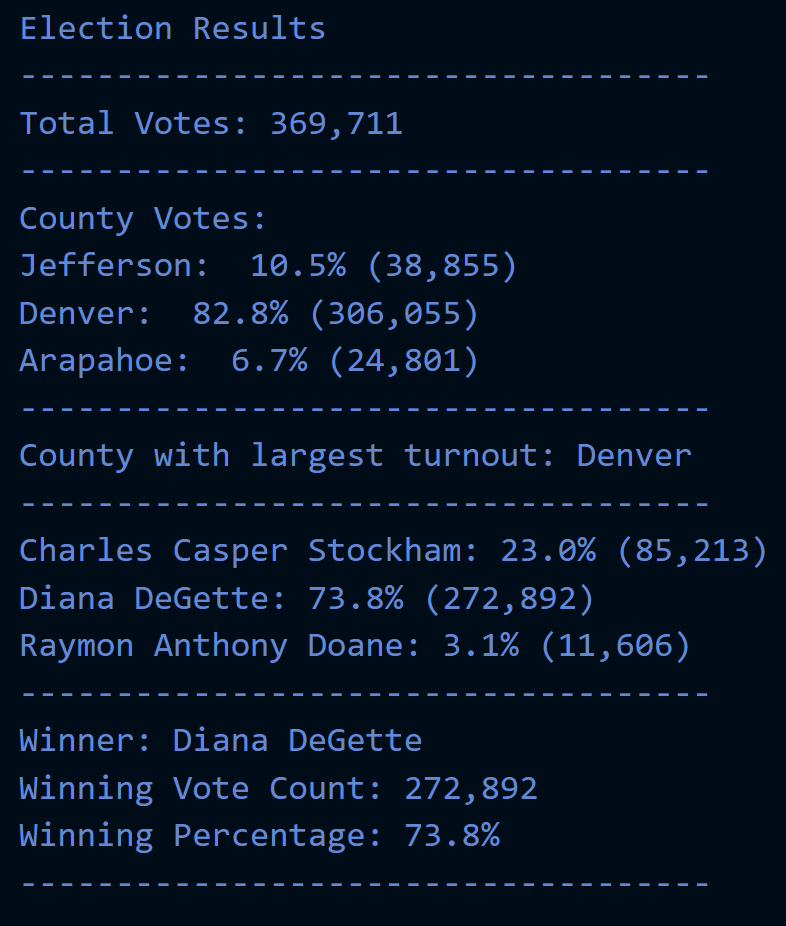 Election Results
------------------------------------
Total Votes: 369,711
------------------------------------
County Votes:
Jefferson:  10.5% (38,855)
Denver:  82.8% (306,055)
Arapahoe:  6.7% (24,801)
------------------------------------
County with largest turnout: Denver
------------------------------------
Charles Casper Stockham: 23.0% (85,213)
Diana DeGette: 73.8% (272,892)
Raymon Anthony Doane: 3.1% (11,606)
------------------------------------
Winner: Diana DeGette
Winning Vote Count: 272,892
Winning Percentage: 73.8%
------------------------------------